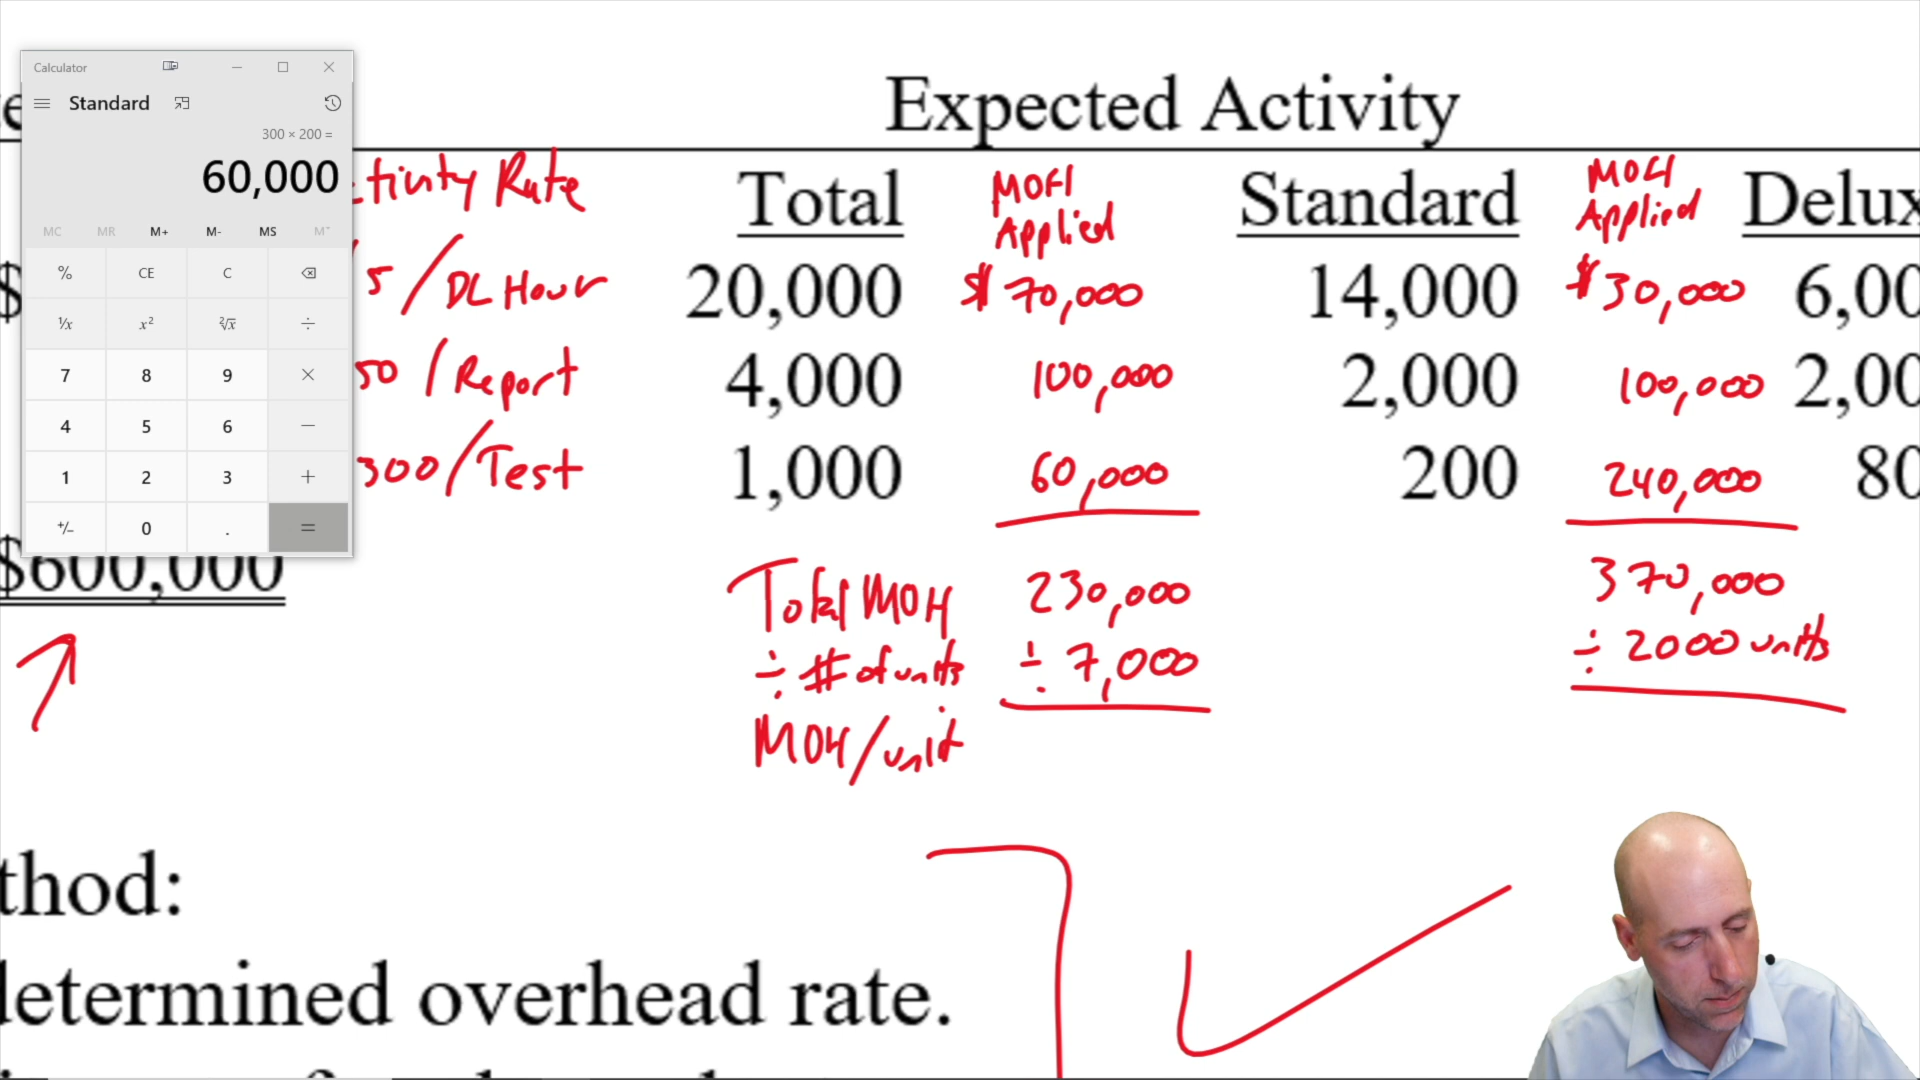 Calculator
Standard
300 × 200 =
60,000
MC MR M+ M- MS M˅
% CE C
¹/x x² ²√x ÷
7 8 9 ×
4 5 6 −
1 2 3 +
+/− 0 . =
Expected Activity
Activity Rate Total MOH Applied Standard MOH Applied Delux
$ 5/DL Hour 20,000 $70,000 14,000 $30,000 6,00
50/Report 4,000 100,000 2,000 100,000 2,00
300/Test 1,000 60,000 200 240,000 80
$600,000
Total MOH 230,000 370,000
÷ # of units ÷ 7,000 ÷ 2000 units
MOH/unit
thod:
determined overhead rate.